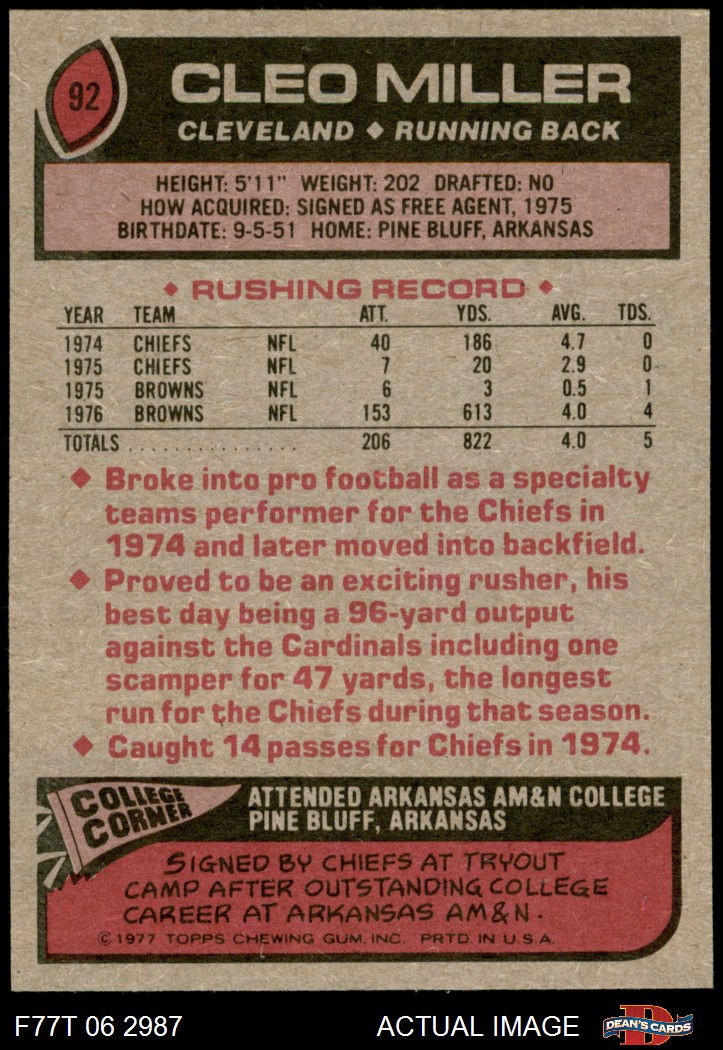 92
CLEO MILLER
CLEVELAND ◆ RUNNING BACK
HEIGHT: 5'11" WEIGHT: 202 DRAFTED: NO
HOW ACQUIRED: SIGNED AS FREE AGENT, 1975
BIRTHDATE: 9-5-51 HOME: PINE BLUFF, ARKANSAS
◆ RUSHING RECORD ◆
YEAR TEAM ATT. YDS. AVG. TDS.
1974 CHIEFS NFL 40 186 4.7 0
1975 CHIEFS NFL 7 20 2.9 0
1975 BROWNS NFL 6 3 0.5 1
1976 BROWNS NFL 153 613 4.0 4
TOTALS ................ 206 822 4.0 5
◆ Broke into pro football as a specialty
teams performer for the Chiefs in
1974 and later moved into backfield.
◆ Proved to be an exciting rusher, his
best day being a 96-yard output
against the Cardinals including one
scamper for 47 yards, the longest
run for the Chiefs during that season.
◆ Caught 14 passes for Chiefs in 1974.
COLLEGE
CORNER
ATTENDED ARKANSAS AM&N COLLEGE
PINE BLUFF, ARKANSAS
SIGNED BY CHIEFS AT TRYOUT
CAMP AFTER OUTSTANDING COLLEGE
CAREER AT ARKANSAS AM&N.
© 1977 TOPPS CHEWING GUM, INC. PRTD. IN U.S.A.
F77T 06 2987 ACTUAL IMAGE
D
DEAN'S CARDS